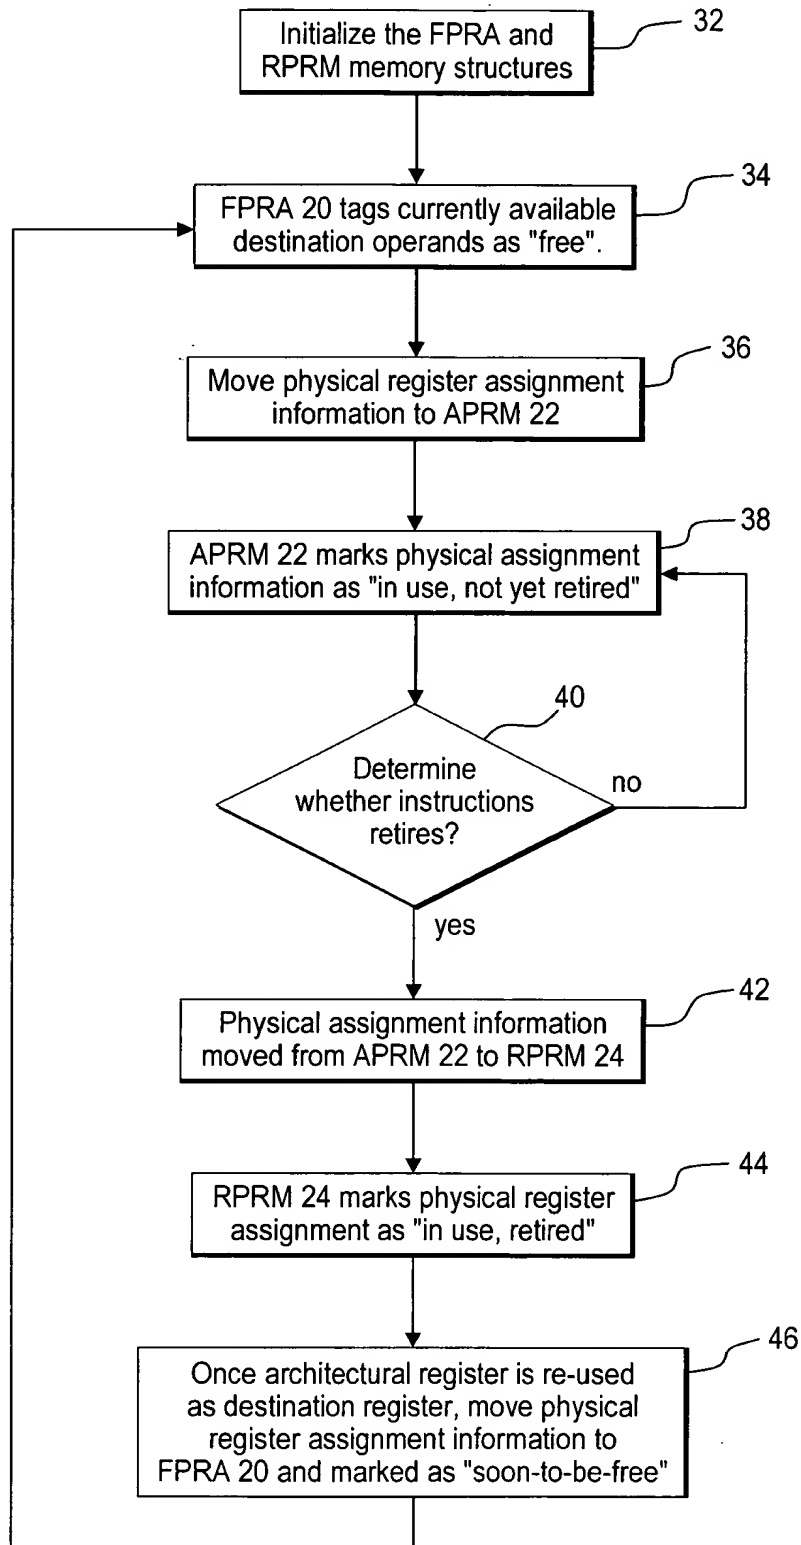 Initialize the FPRA and
RPRM memory structures
32
FPRA 20 tags currently available
destination operands as "free".
34
Move physical register assignment
information to APRM 22
36
APRM 22 marks physical assignment
information as "in use, not yet retired"
38
Determine
whether instructions
retires?
40
no
yes
Physical assignment information
moved from APRM 22 to RPRM 24
42
RPRM 24 marks physical register
assignment as "in use, retired"
44
Once architectural register is re-used
as destination register, move physical
register assignment information to
FPRA 20 and marked as "soon-to-be-free"
46